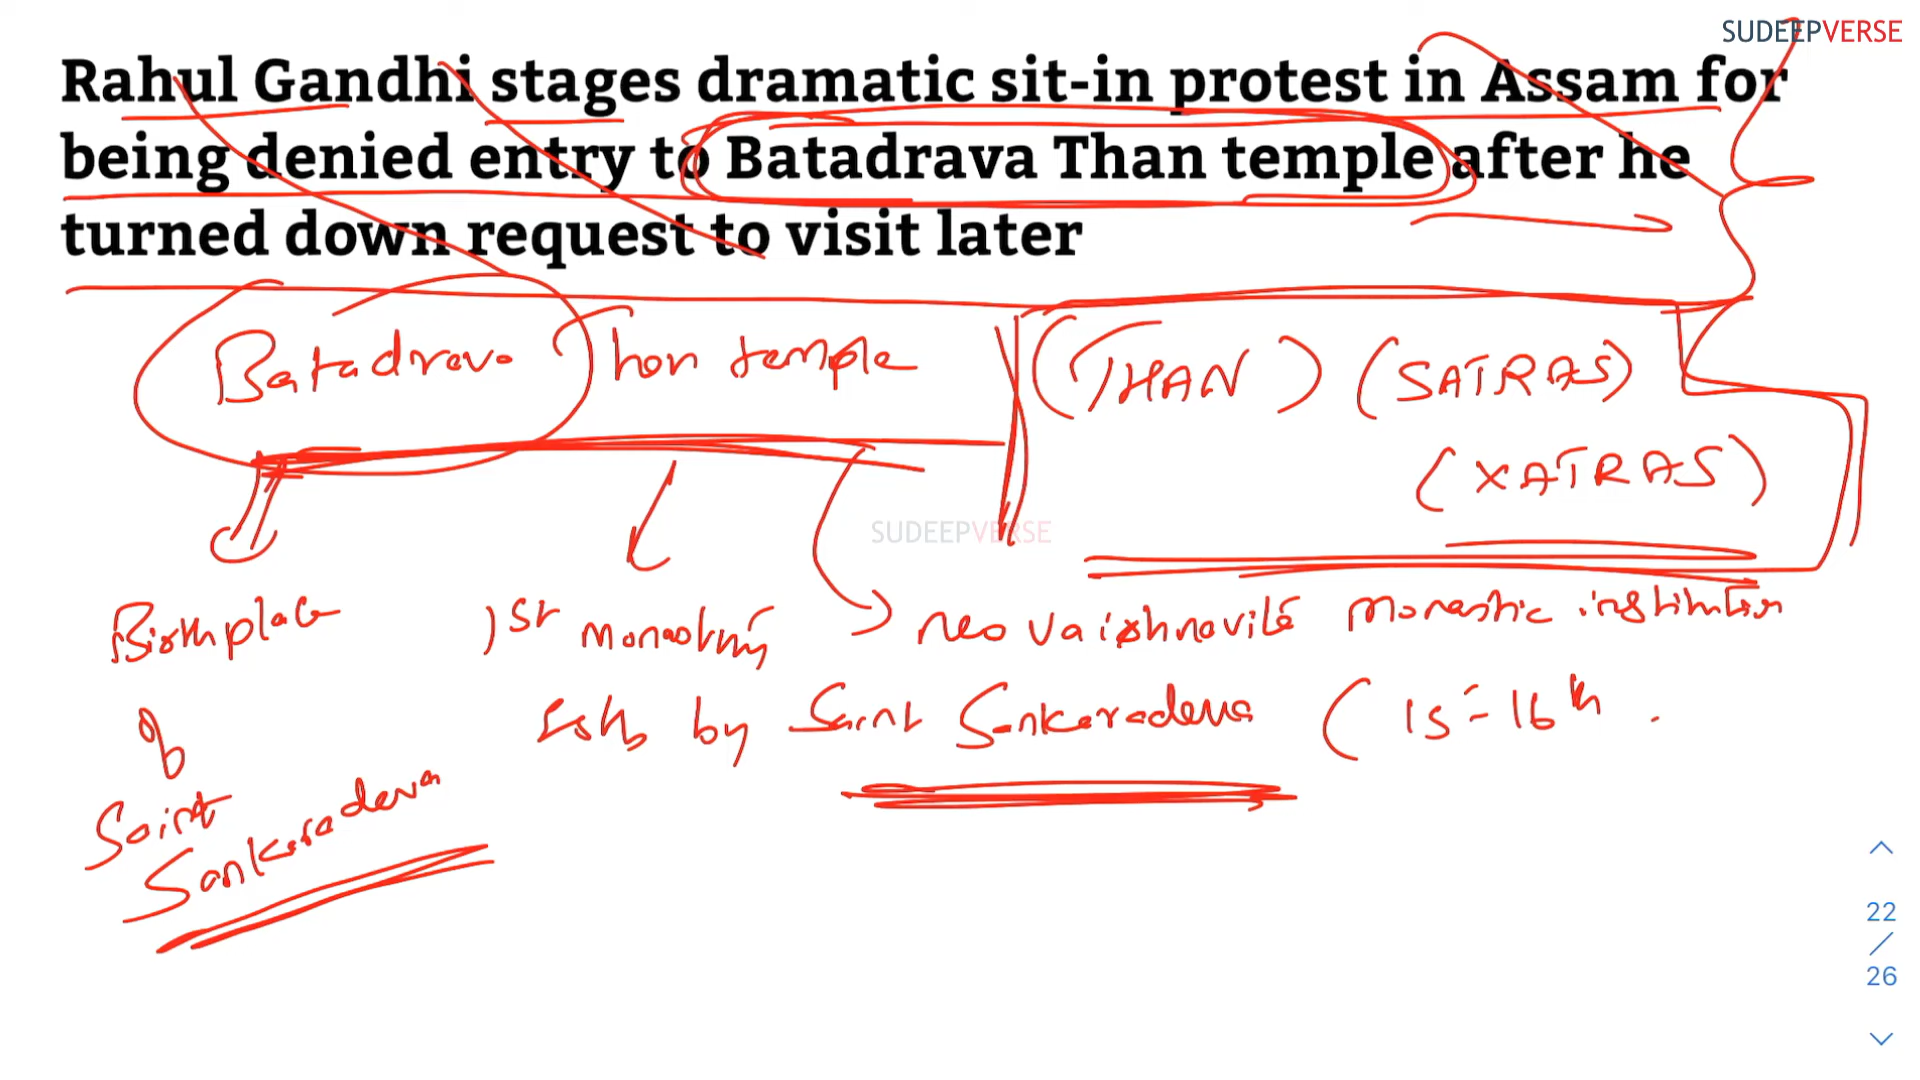 SUDEEPVERSE
Rahul Gandhi stages dramatic sit-in protest in Assam for
being denied entry to Batadrava Than temple after he
turned down request to visit later
Batadrava Than temple
(THAN) (SATRAS)
(XATRAS)
SUDEEPVERSE
Birthplace
of
Saint
Sankaradeva
1st monastry
neo vaishnavite monastic institution
Estb by Saint Sankaradeva (15-16th
22
/
26